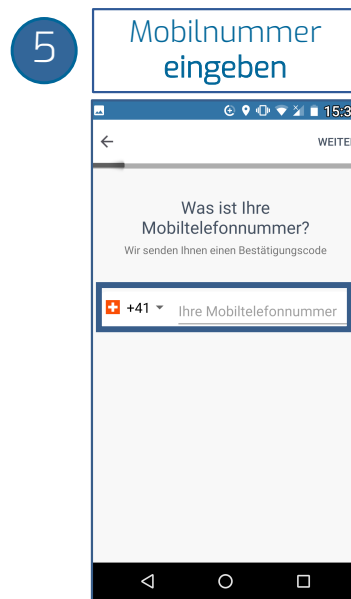 5
Mobilnummer
eingeben
15:3
WEITE
Was ist Ihre
Mobiltelefonnummer?
Wir senden Ihnen einen Bestätigungscode
+41
Ihre Mobiltelefonnummer